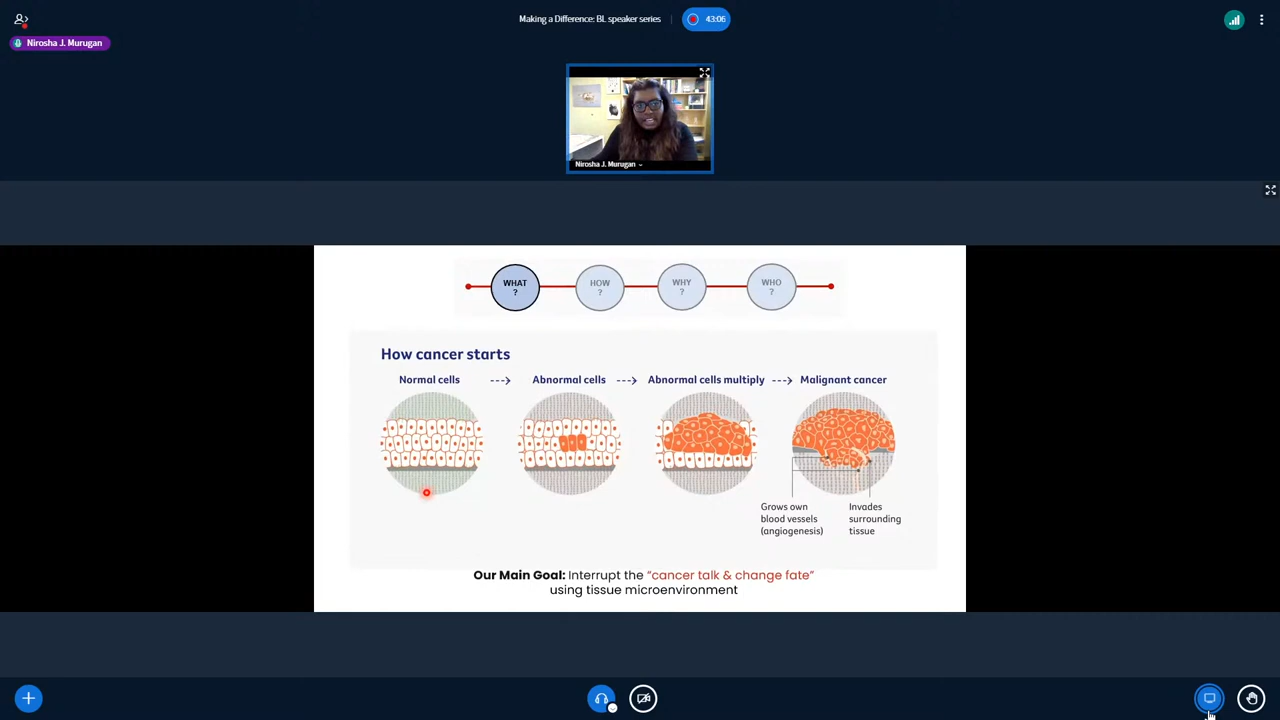 Making a Difference: BL speaker series
43:06
Nirosha J. Murugan
Nirosha J. Murugan
WHAT
?
HOW
?
WHY
?
WHO
?
How cancer starts
Normal cells
Abnormal cells
Abnormal cells multiply
Malignant cancer
Grows own
blood vessels
(angiogenesis)
Invades
surrounding
tissue
Our Main Goal: Interrupt the “cancer talk & change fate”
using tissue microenvironment